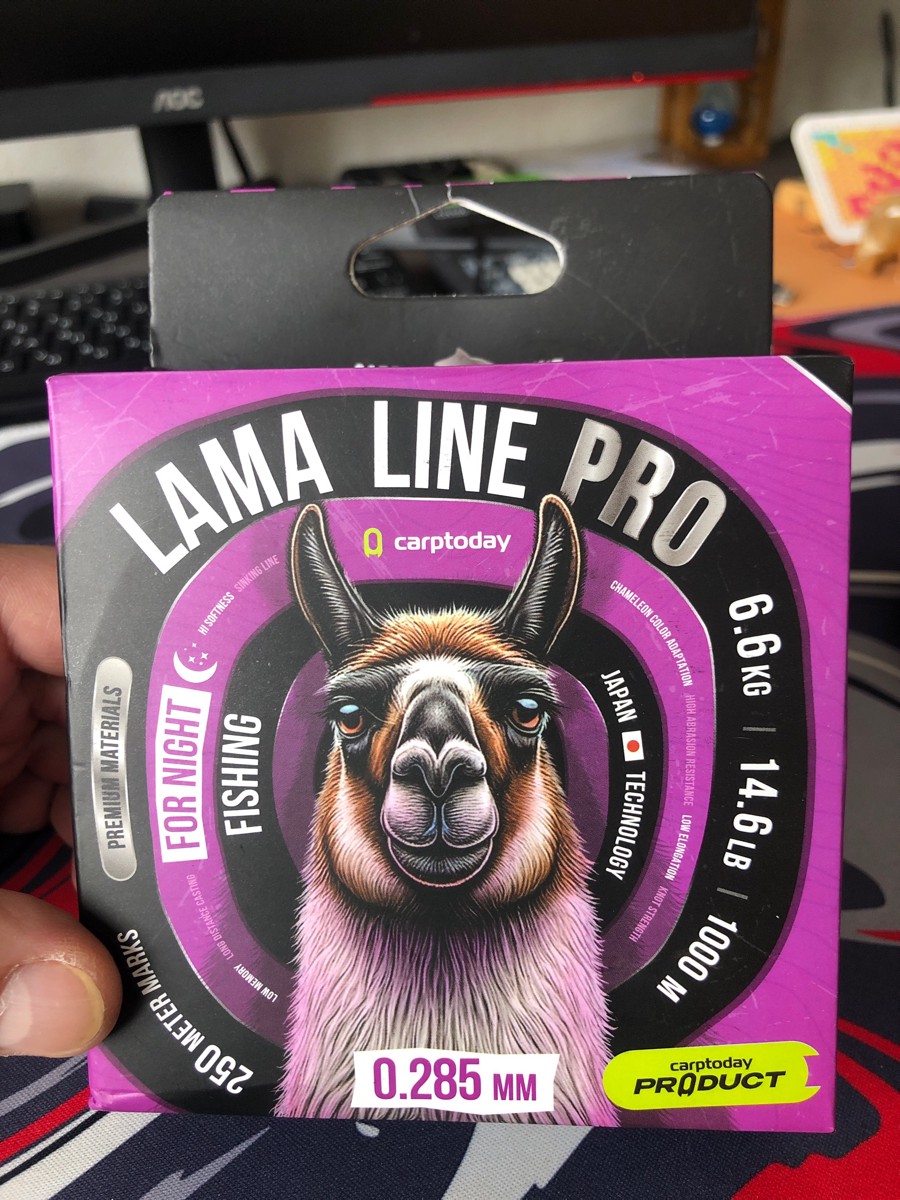 AOC
LAMA LINE PRO
carptoday
HI SOFTNESS SINKING LINE
CHAMELEON COLOR ADAPTATION
HIGH ABRASION RESISTANCE
LOW ELONGATION
KNOT STRENGTH
6.6 KG | 14.6 LB | 1000 M
JAPAN TECHNOLOGY
PREMIUM MATERIALS
FOR NIGHT
FISHING
LONG DISTANCE CASTING
LOW MEMORY
250 METER MARKS
0.285 MM
carptoday
PRODUCT